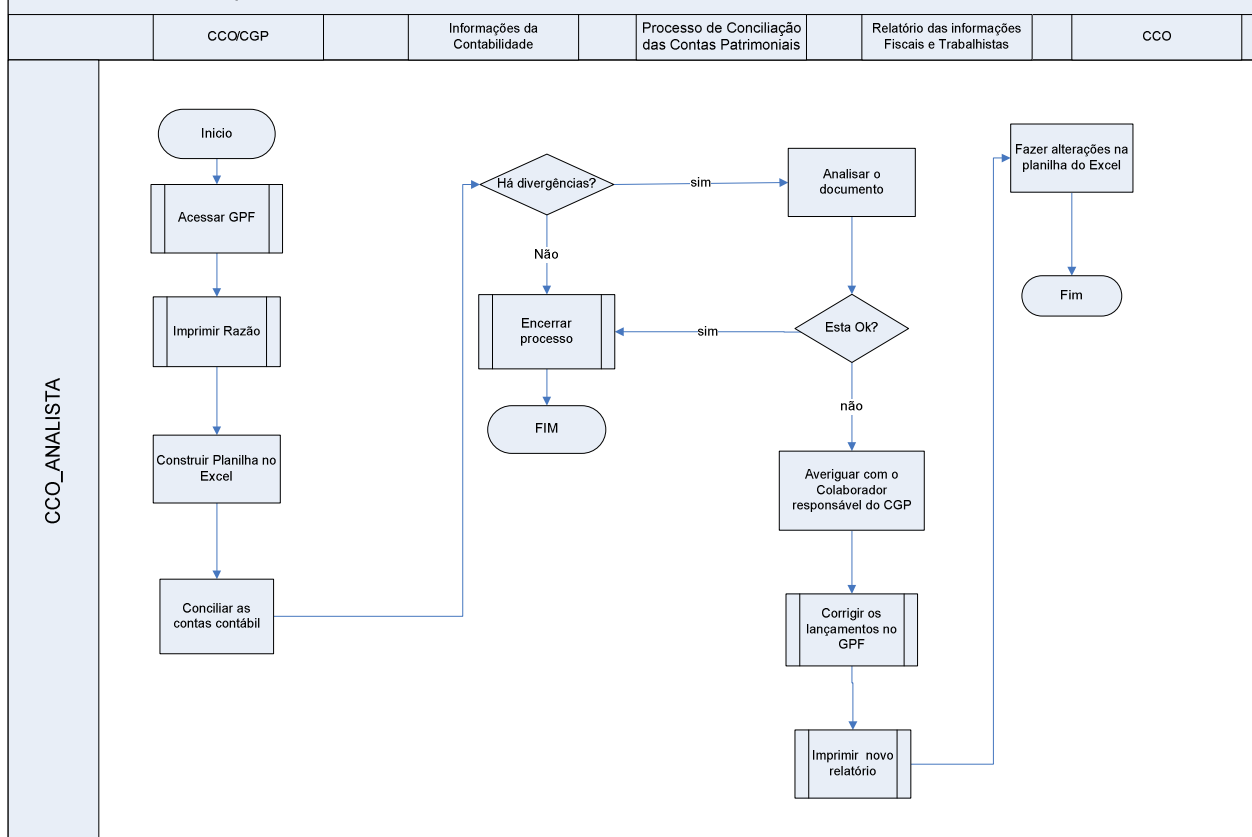 CCO/CGP
Informações da
Contabilidade
Processo de Conciliação
das Contas Patrimoniais
Relatório das informações
Fiscais e Trabalhistas
CCO
CCO_ANALISTA
Inicio
Acessar GPF
Imprimir Razão
Construir Planilha no
Excel
Conciliar as
contas contábil
Há divergências?
sim
Não
Encerrar
processo
FIM
Analisar o
documento
Esta Ok?
sim
não
Averiguar com o
Colaborador
responsável do CGP
Corrigir os
lançamentos no
GPF
Imprimir novo
relatório
Fazer alterações na
planilha do Excel
Fim